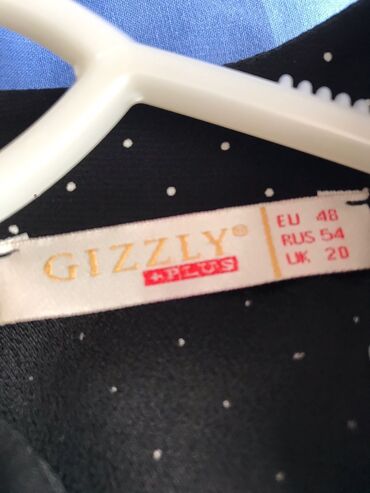 GIZZLY®
+PLUS
EU 48
RUS 54
UK 20